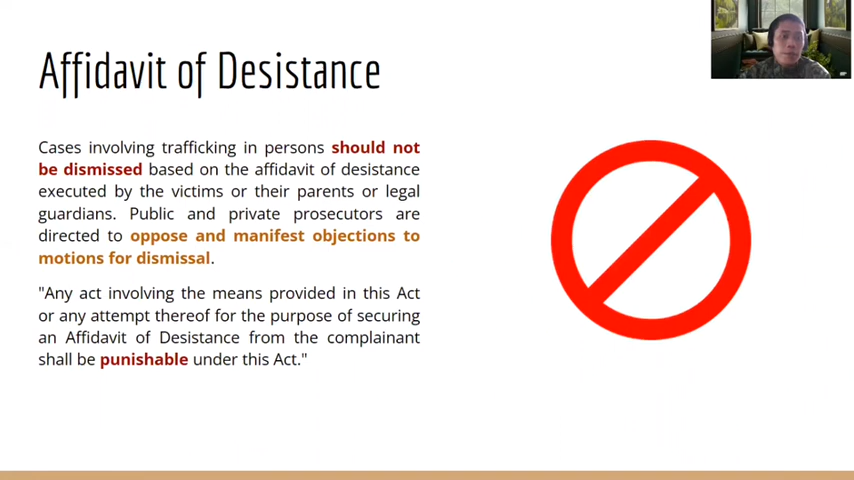 Affidavit of Desistance
Cases involving trafficking in persons should not
be dismissed based on the affidavit of desistance
executed by the victims or their parents or legal
guardians. Public and private prosecutors are
directed to oppose and manifest objections to
motions for dismissal.
"Any act involving the means provided in this Act
or any attempt thereof for the purpose of securing
an Affidavit of Desistance from the complainant
shall be punishable under this Act."